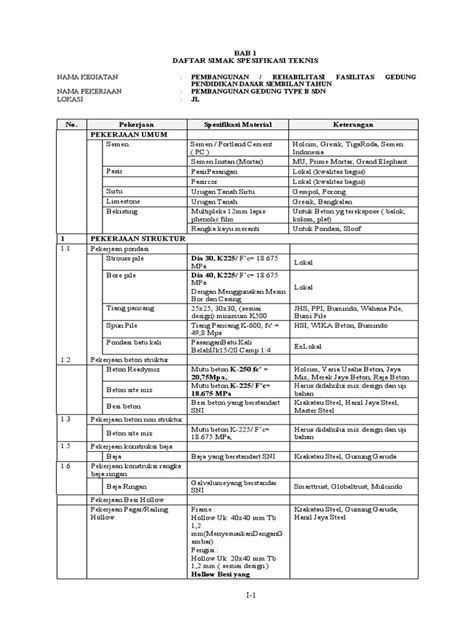 BAB 1
DAFTAR SIMAK SPESIFIKASI TEKNIS
NAMA KEGIATAN : PEMBANGUNAN / REHABILITASI FASILITAS GEDUNG
PENDIDIKAN DASAR SEMBILAN TAHUN
NAMA PEKERJAAN : PEMBANGUNAN GEDUNG TYPE B SDN
LOKASI : JL
No. Pekerjaan Spesifikasi Material Keterangan
PEKERJAAN UMUM
Semen Semen / Portland Cement Holcim, Gresik, TigaRoda, Semen
( PC ) Indonesia
Semen Instan (Mortar) MU, Prime Mortar, Grand Elephant
Pasir PasirPasangan Lokal (kwalitas bagus)
Pasircor Lokal (kwalitas bagus)
Sirtu Urugan Tanah Sirtu Gempol, Porong
Limestone Urugan Tanah Gresik, Bangkalan
Bekisting Multipleks 12mm lapis Untuk Beton yg terekspose ( balok,
phenolic film kolom, plat)
Rangka kayu meranti Untuk Pondasi, Sloof
1 PEKERJAAN STRUKTUR
1.1 Pekerjaan pondasi
Strouss pile Dia 30, K225/ F'c= 18.675 Lokal
MPa
Bore pile Dia 40, K225/ F'c= 18.675 Lokal
MPa
Dengan Menggunakan Mesin
Bor dan Casing
Tiang pancang 25x25, 30x30, (sesuai JHS, PPI, Bumindo, Wahana Pile,
design) minimum K500 Bumi Pile
Spun Pile Tiang Pancang K-600, fc' = HSI, WIKA Beton, Bumindo
49,8 Mpa
Pondasi batu kali PasanganBatu Kali ExLokal
BelahUk15/20 Camp 1:4
1.2 Pekerjaan beton struktur
Beton Readymix Mutu beton K-250 fc' = Holcim, Varia Usaha Beton, Jaya
20,75Mpa, Mix, Merak Jaya Beton, Raja Beton
Beton site mix Mutu beton K-225/ F'c= Harus didahului mix design dan uji
18.675 MPa bahan
Besi beton Besi beton yang berstandart Krakatau Steel, Hanil Jaya Steel,
SNI Master Steel
1.3 Pekerjaan beton non struktur
Beton site mix Mutu beton K-225/ F'c= Harus didahului mix design dan uji
18.675 MPa, bahan
1.5 Pekerjaan konstruksi baja
Baja Baja yang berstandart SNI Krakatau Steel, Gunung Garuda
1.6 Pekerjaan konstruksi rangka
baja ringan
Baja Ringan Galvalumeyang berstandar Smarttrust, Globaltrust, Mulcindo
SNI
Pekerjaan Besi Hollow
Pekerjaan Pagar/Railing Frame : Krakatau Steel, Gunung Garuda,
Hollow Hollow Uk 40x40 mm Tb Hanil Jaya Steel
1,2
mm(MenyesuaikanDenganG
ambar)
Pengisi :
Hollow Uk 20x40 mm Tb
1,2 mm ( sesuai design )
Hollow Besi yang
I-1